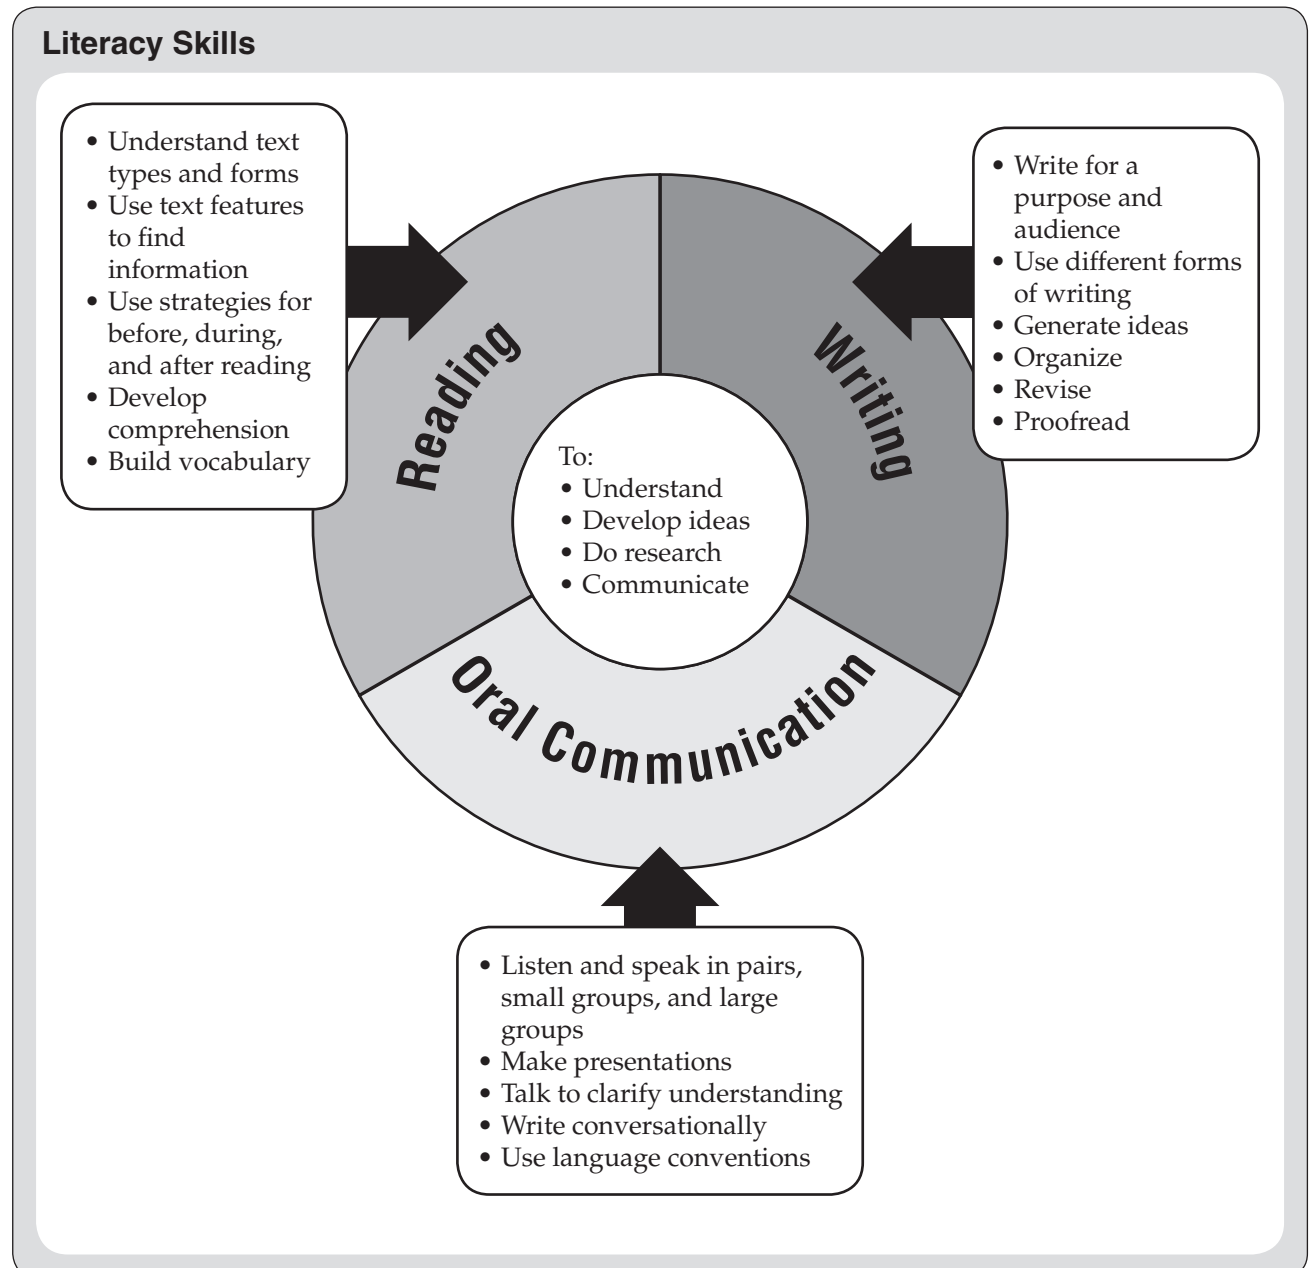 Literacy Skills
• Understand text
types and forms
• Use text features
to find
information
• Use strategies for
before, during,
and after reading
• Develop
comprehension
• Build vocabulary
• Write for a
purpose and
audience
• Use different forms
of writing
• Generate ideas
• Organize
• Revise
• Proofread
Reading
Writing
To:
• Understand
• Develop ideas
• Do research
• Communicate
Oral Communication
• Listen and speak in pairs,
small groups, and large
groups
• Make presentations
• Talk to clarify understanding
• Write conversationally
• Use language conventions